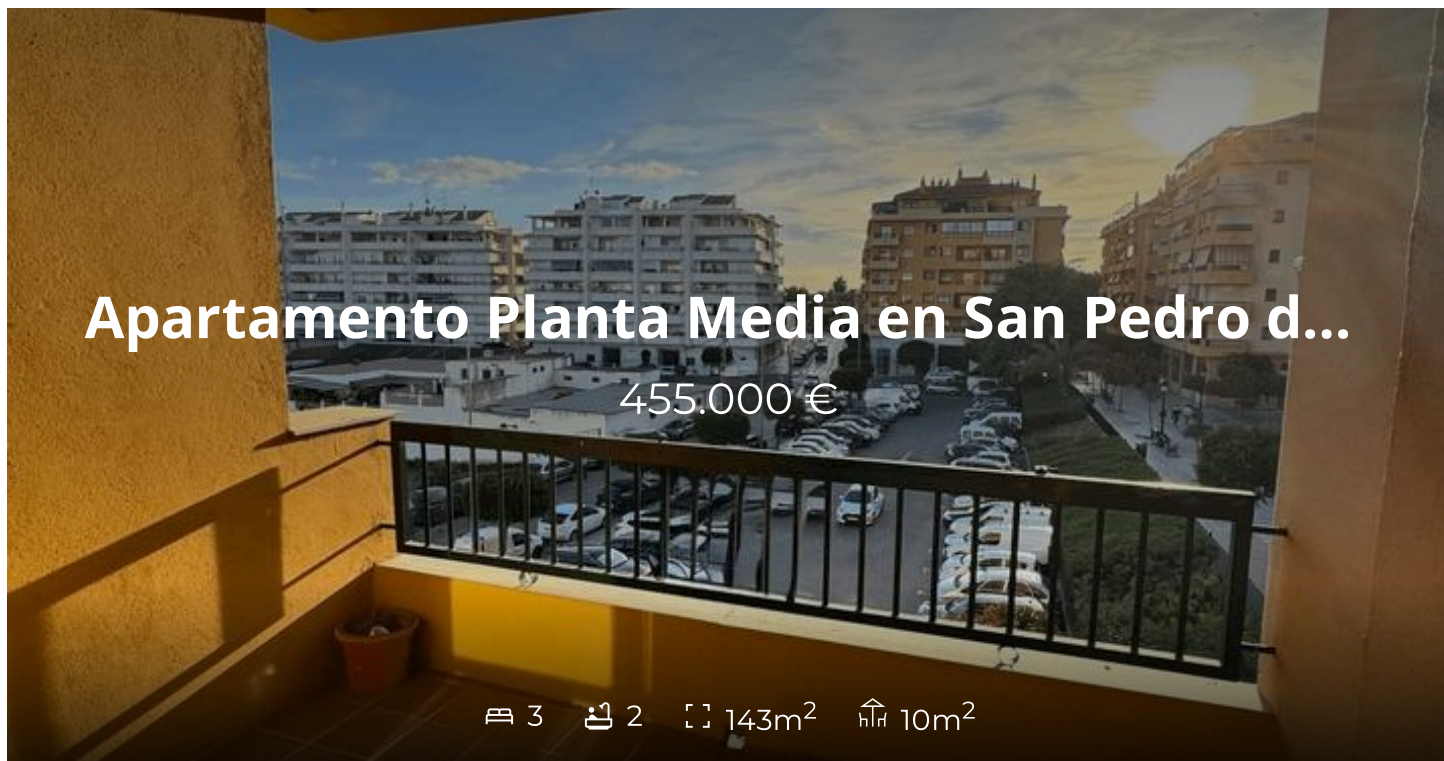 Apartamento Planta Media en San Pedro d...
455.000 €
3 2 143m² 10m²